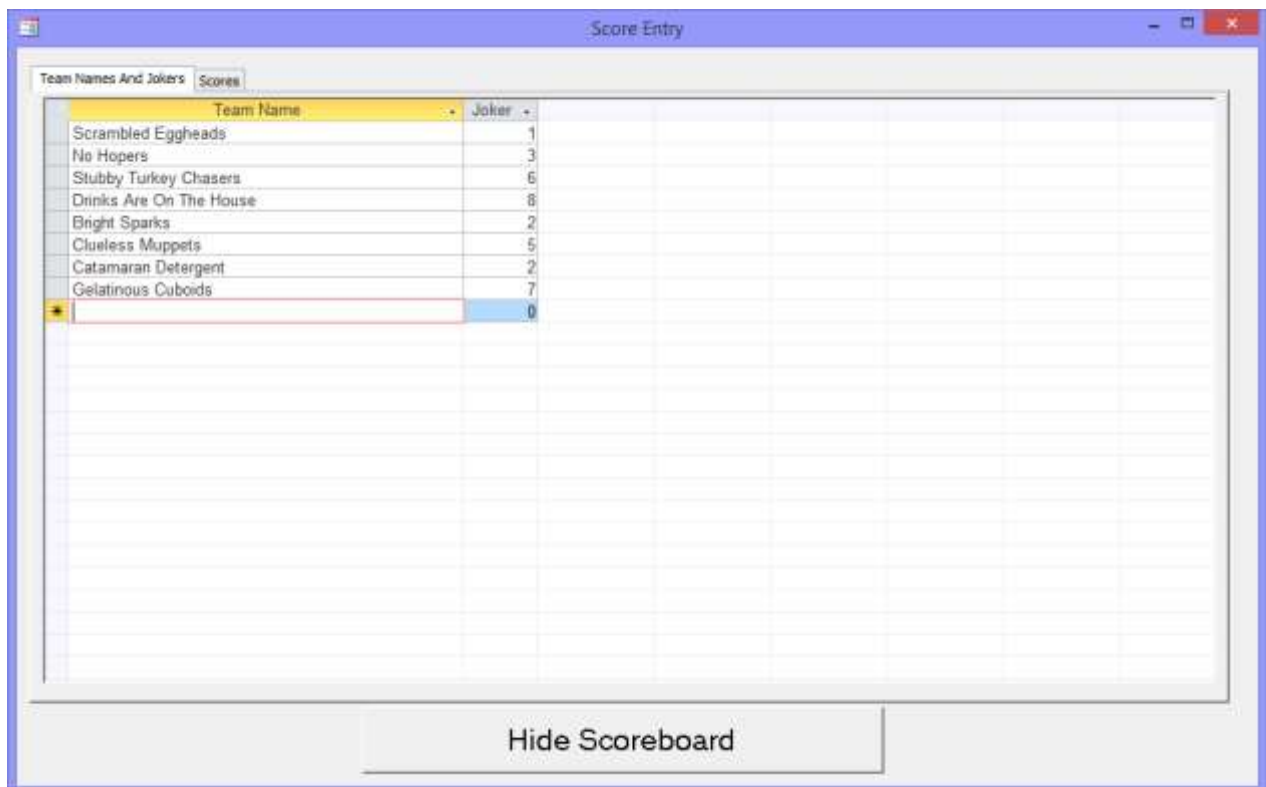 Score Entry
Team Names And Jokers Scores
Team Name Joker
Scrambled Eggheads 1
No Hopers 3
Stubby Turkey Chasers 6
Drinks Are On The House 8
Bright Sparks 2
Clueless Muppets 5
Catamaran Detergent 2
Gelatinous Cuboids 7
0
Hide Scoreboard